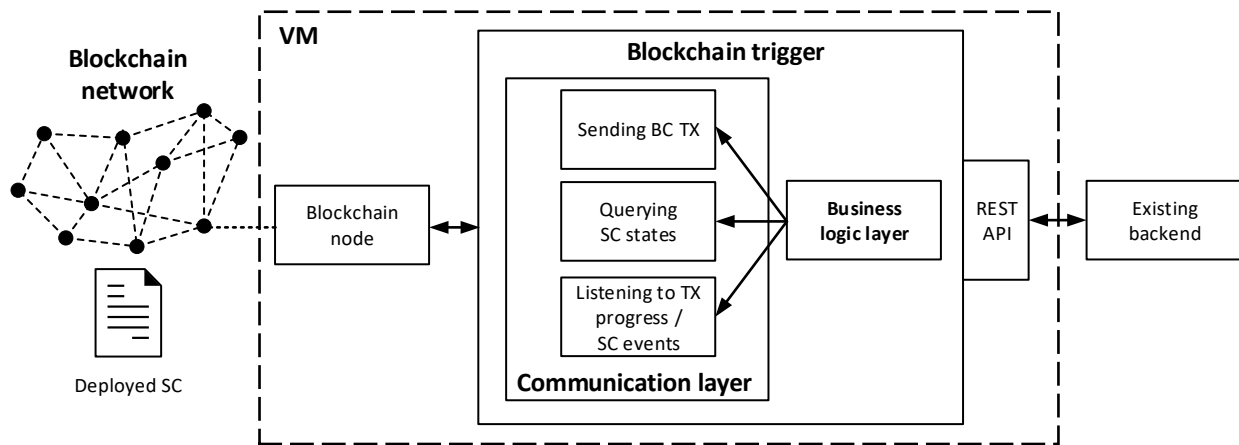 VM
Blockchain
network
Deployed SC
Blockchain
node
Blockchain trigger
Sending BC TX
Querying
SC states
Listening to TX
progress /
SC events
Communication layer
Business
logic layer
REST
API
Existing
backend